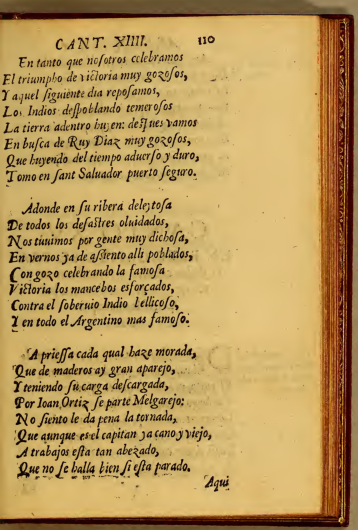 CANT. XIIII. 110
En tanto que nosotros celebramos
El triumpho de victoria muy gozosos,
Y aquel siguiente dia reposamos,
Los Indios despoblando temerosos
La tierra adentro huyen: despues vamos
En busca de Ruy Diaz muy gozosos,
Que huyendo del tiempo aduerso y duro,
Tomo en sant Saluador puerto seguro.
Adonde en su ribera deleytosa
De todos los desastres oluidados,
Nos tuuimos por gente muy dichosa,
En vernos ya de assiento alli poblados,
Con gozo celebrando la famosa
Victoria los mancebos esforçados,
Contra el soberuio Indio bellicoso,
Y en todo el Argentino mas famoso.
A priessa cada qual haze morada,
Que de maderos ay gran aparejo,
Y teniendo su carga descargada,
Por Ioan Ortiz se parte Melgarejo:
No siento le da pena la tornada,
Que aunque es el capitan ya cano y viejo,
A trabajos esta tan abezado,
Que no se halla bien si esta parado.
Aqui